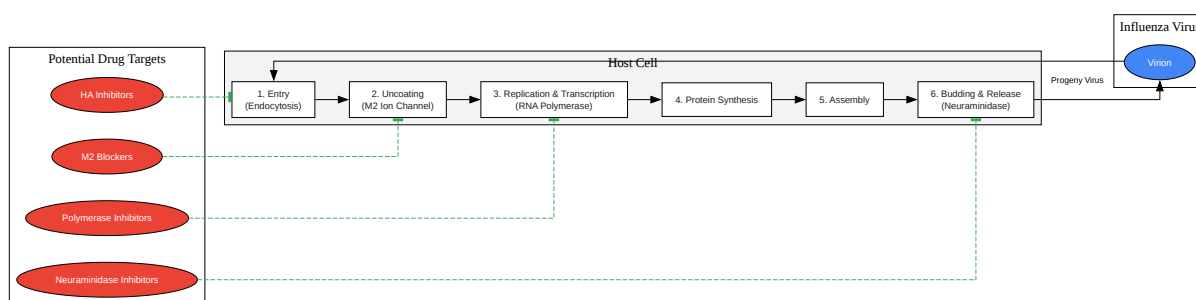 Influenza Virus
Virion
Progeny Virus
Potential Drug Targets
HA Inhibitors
M2 Blockers
Polymerase Inhibitors
Neuraminidase Inhibitors
Host Cell
1. Entry
(Endocytosis)
2. Uncoating
(M2 Ion Channel)
3. Replication & Transcription
(RNA Polymerase)
4. Protein Synthesis
5. Assembly
6. Budding & Release
(Neuraminidase)